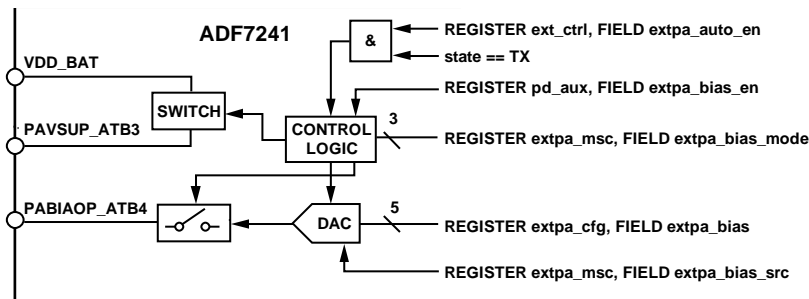 ADF7241
&
REGISTER ext_ctrl, FIELD extpa_auto_en
state == TX
VDD_BAT
REGISTER pd_aux, FIELD extpa_bias_en
SWITCH
3
PAVSUP_ATB3
CONTROL
LOGIC
REGISTER extpa_msc, FIELD extpa_bias_mode
PABIAOP_ATB4
DAC
5
REGISTER extpa_cfg, FIELD extpa_bias
REGISTER extpa_msc, FIELD extpa_bias_src